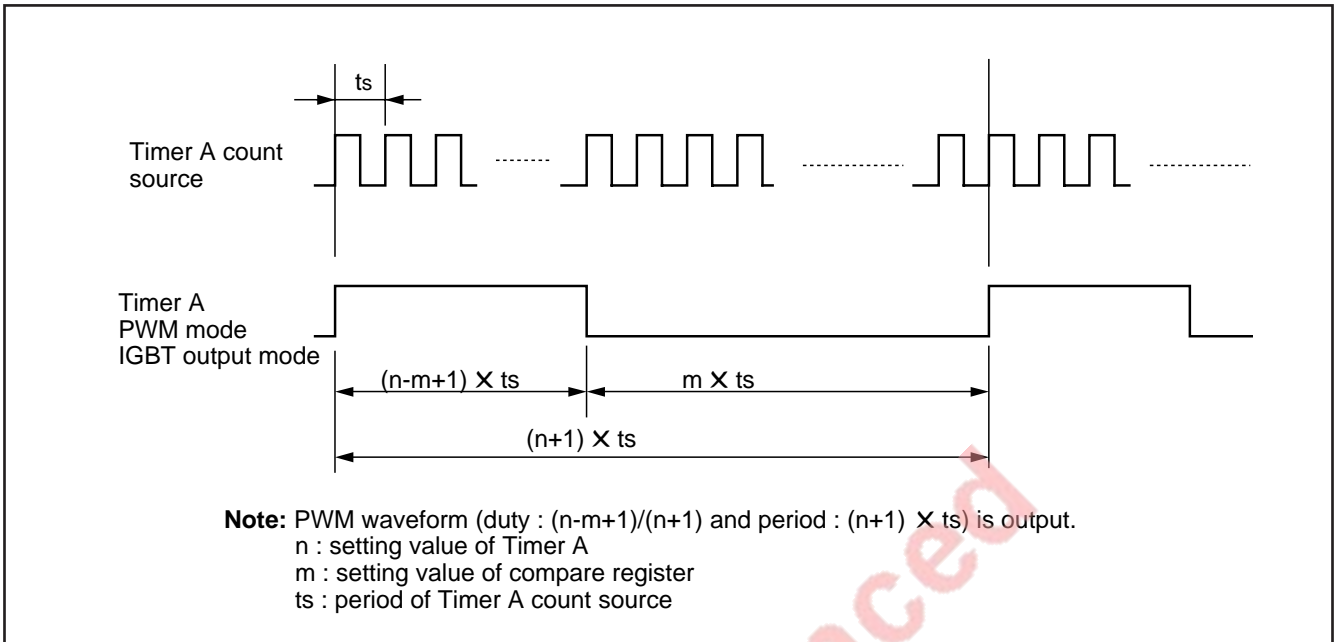 ts
Timer A count
source
Timer A
PWM mode
IGBT output mode
(n-m+1) × ts
m × ts
(n+1) × ts
Note: PWM waveform (duty : (n-m+1)/(n+1) and period : (n+1) × ts) is output.
n : setting value of Timer A
m : setting value of compare register
ts : period of Timer A count source
nced